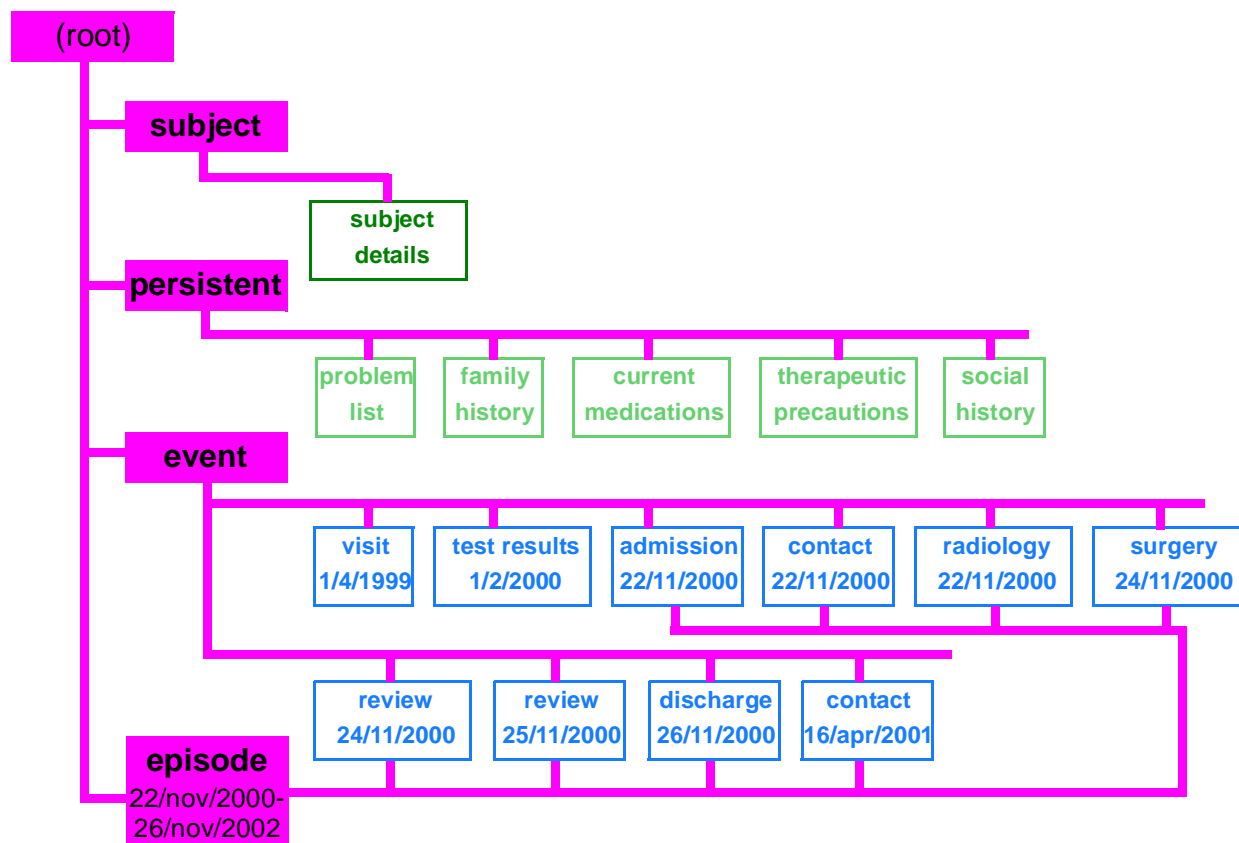 (root)
subject
subject
details
persistent
problem
list
family
history
current
medications
therapeutic
precautions
social
history
event
visit
1/4/1999
test results
1/2/2000
admission
22/11/2000
contact
22/11/2000
radiology
22/11/2000
surgery
24/11/2000
review
24/11/2000
review
25/11/2000
discharge
26/11/2000
contact
16/apr/2001
episode
22/nov/2000-
26/nov/2002